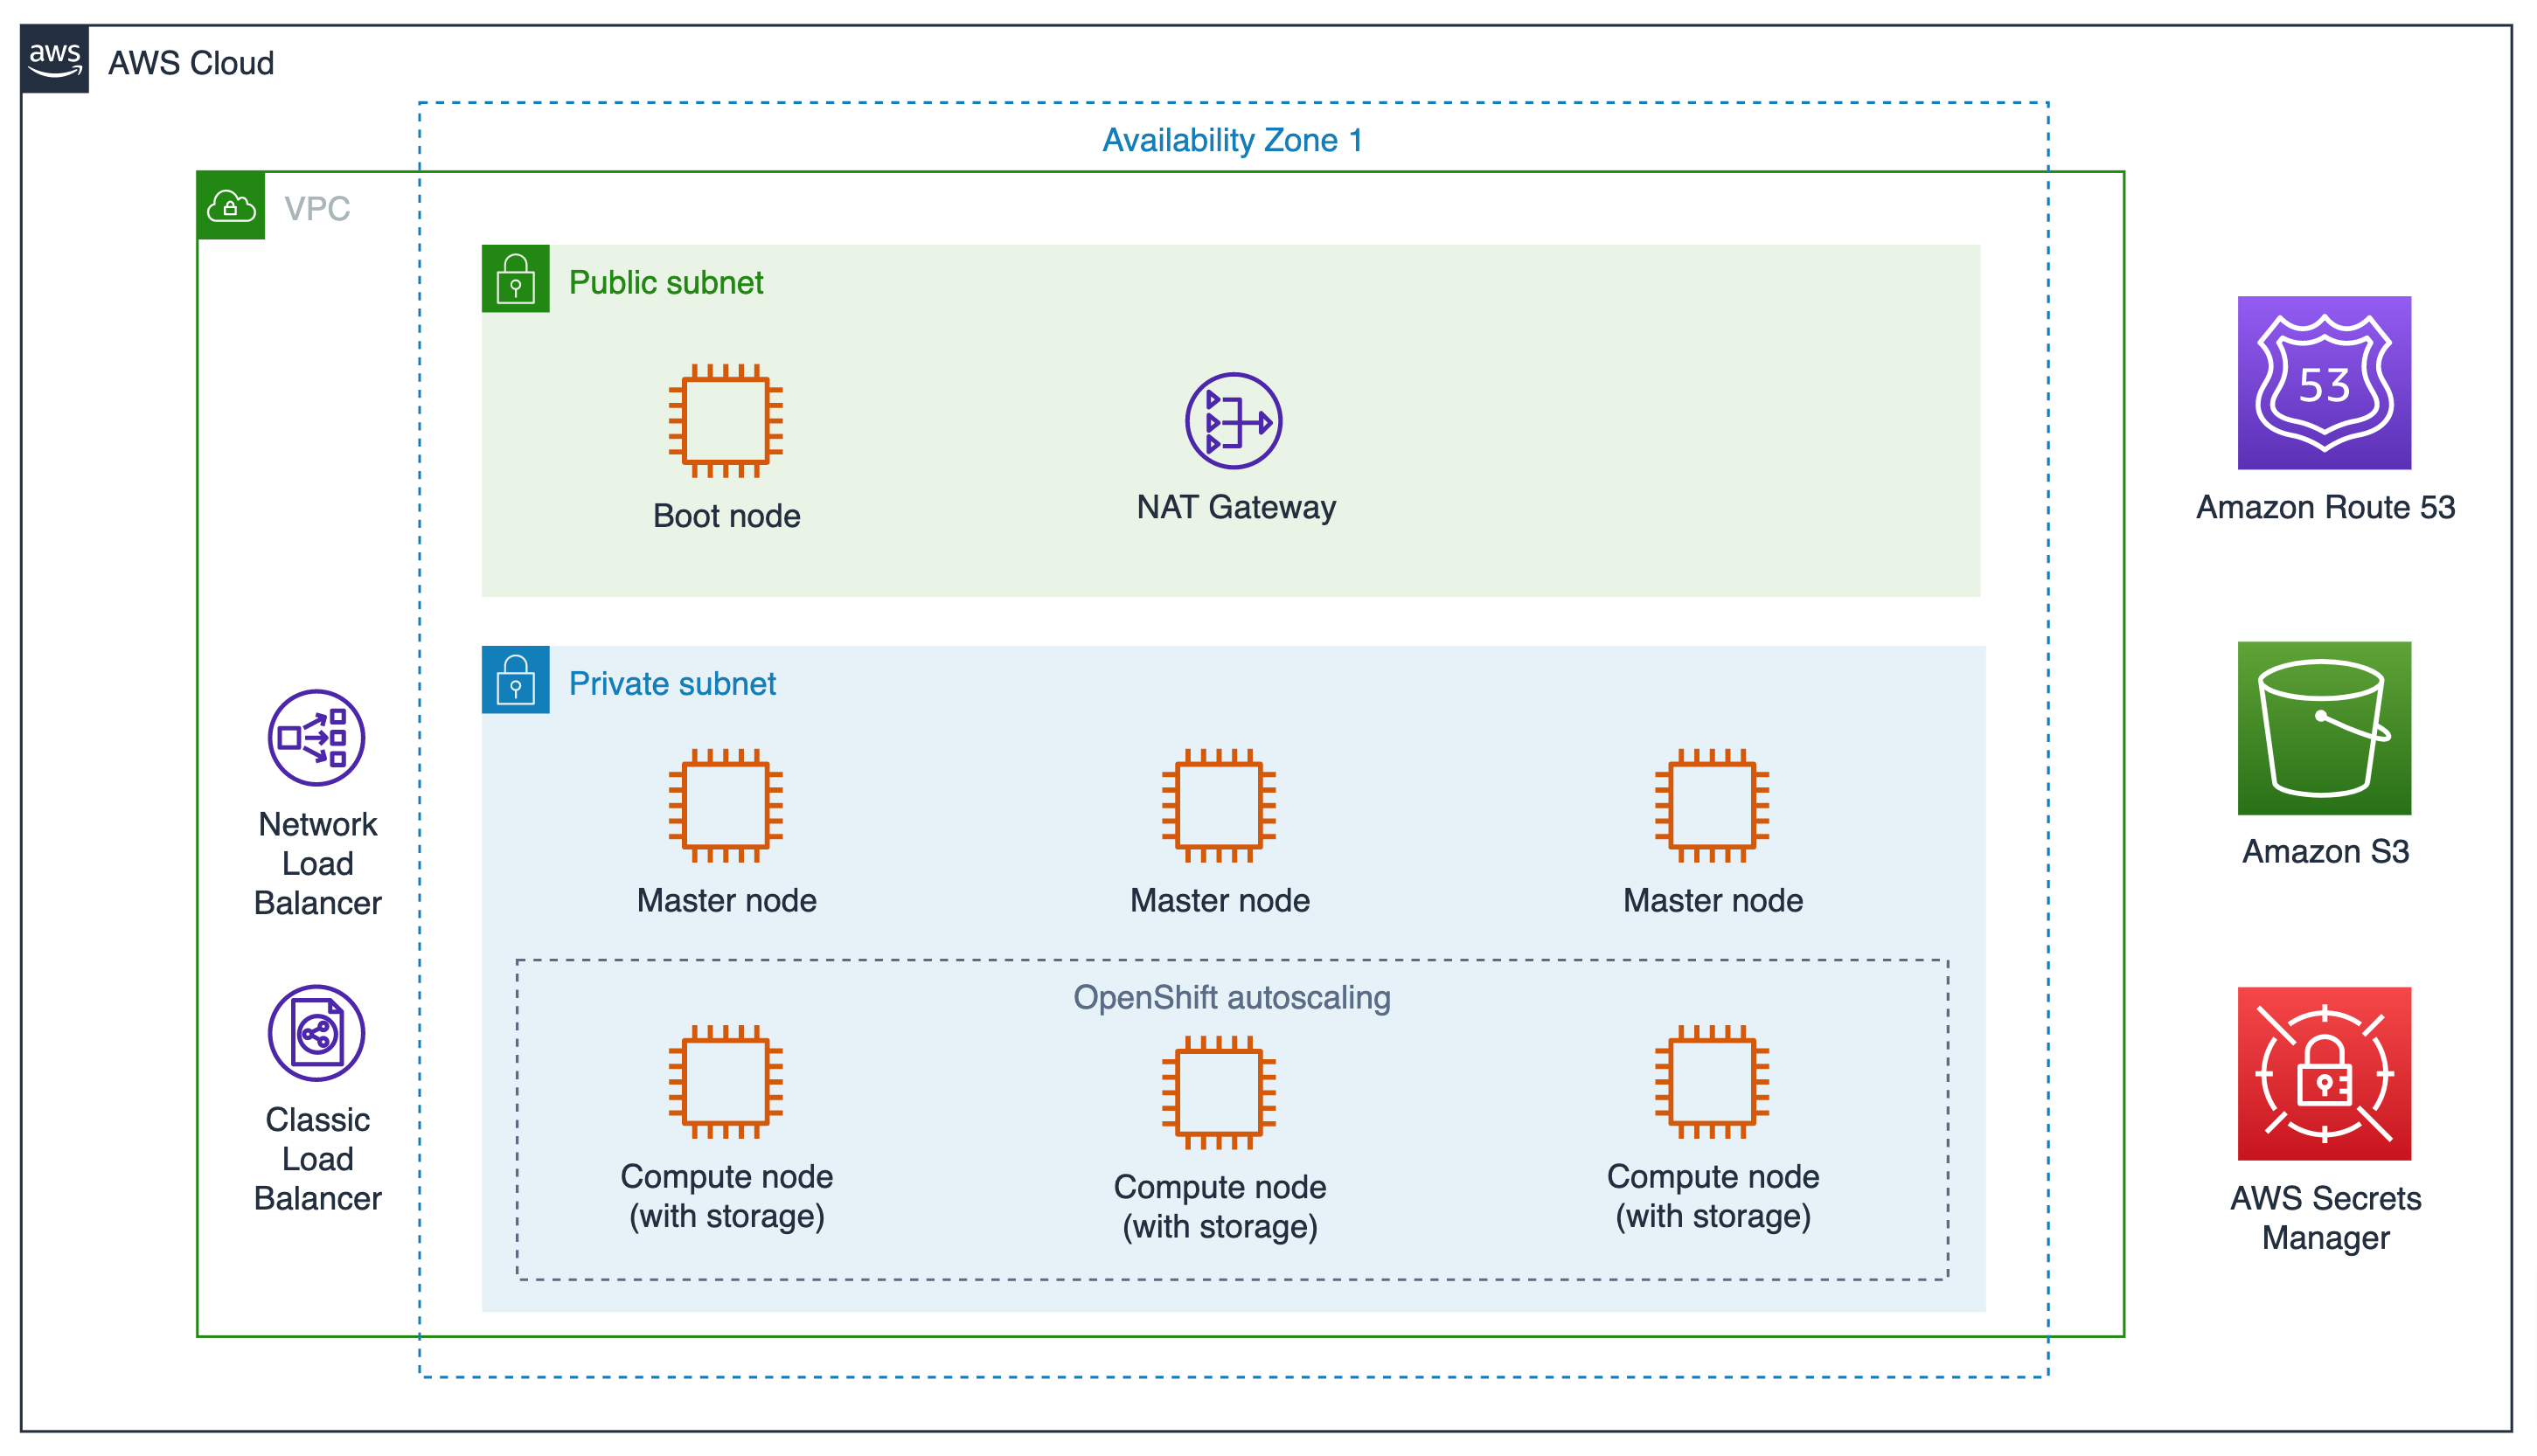 aws
AWS Cloud
Availability Zone 1
VPC
Public subnet
Boot node
NAT Gateway
53
Amazon Route 53
Private subnet
Network
Load
Balancer
Master node
Master node
Master node
Amazon S3
OpenShift autoscaling
Classic
Load
Balancer
Compute node
(with storage)
Compute node
(with storage)
Compute node
(with storage)
AWS Secrets
Manager